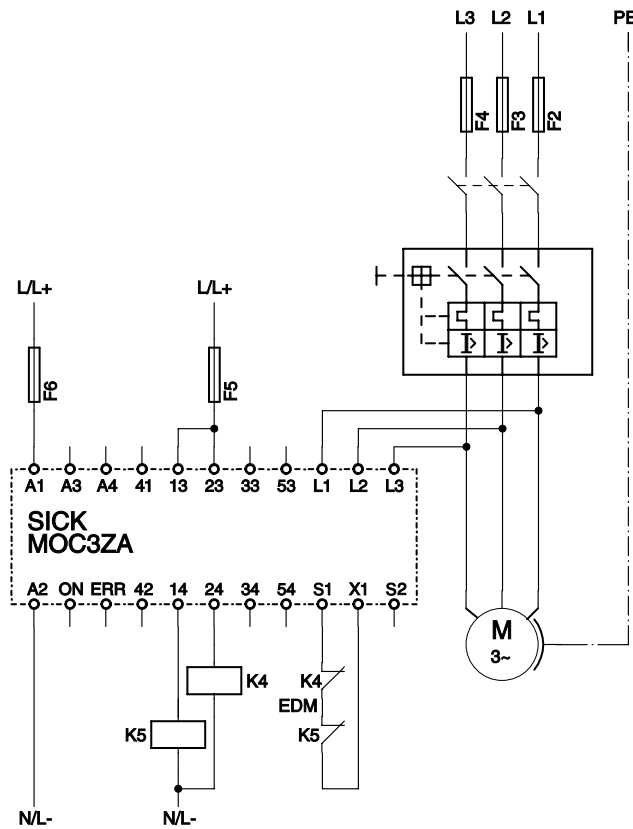 L3 L2 L1 PE
F4 F3 F2
L/L+ L/L+
F6 F5
A1 A3 A4 41 13 23 33 53 L1 L2 L3
SICK
MOC3ZA
A2 ON ERR 42 14 24 34 54 S1 X1 S2
M
3~
K4 K4
EDM
K5 K5
N/L- N/L-